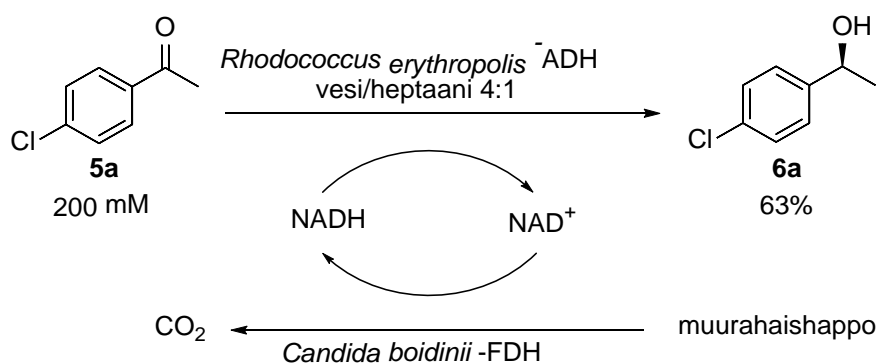 O
OH
Rhodococcus erythropolis -ADH
vesi/heptaani 4:1
Cl
Cl
5a
6a
200 mM
63%
NADH
NAD+
CO2
muurahaishappo
Candida boidinii -FDH